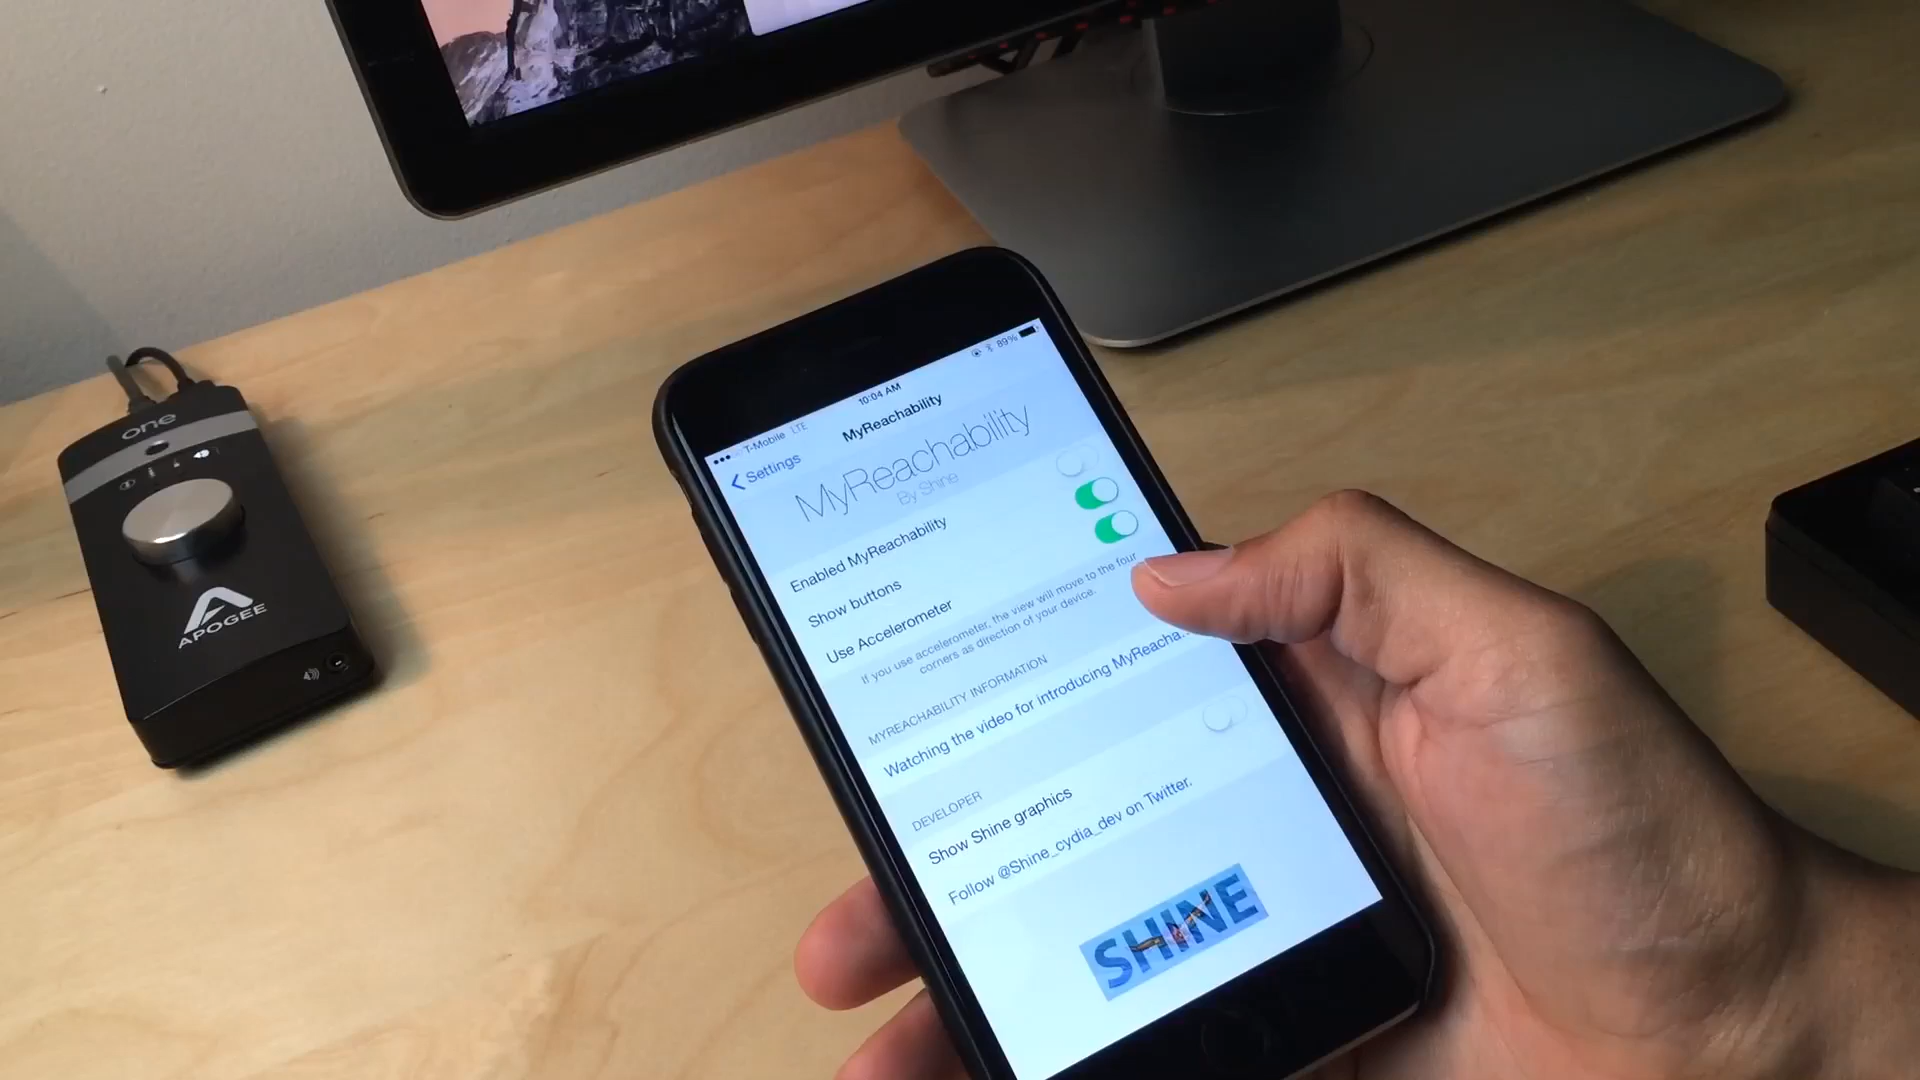 one
APOGEE
T-Mobile LTE
10:04 AM
89%
Settings
MyReachability
MyReachability
By Shine
Enabled MyReachability
Show buttons
Use Accelerometer
If you use accelerometer, the view will move to the four
corners as direction of your device.
MYREACHABILITY INFORMATION
Watching the video for introducing MyReacha...
DEVELOPER
Show Shine graphics
Follow @Shine_cydia_dev on Twitter.
SHINE